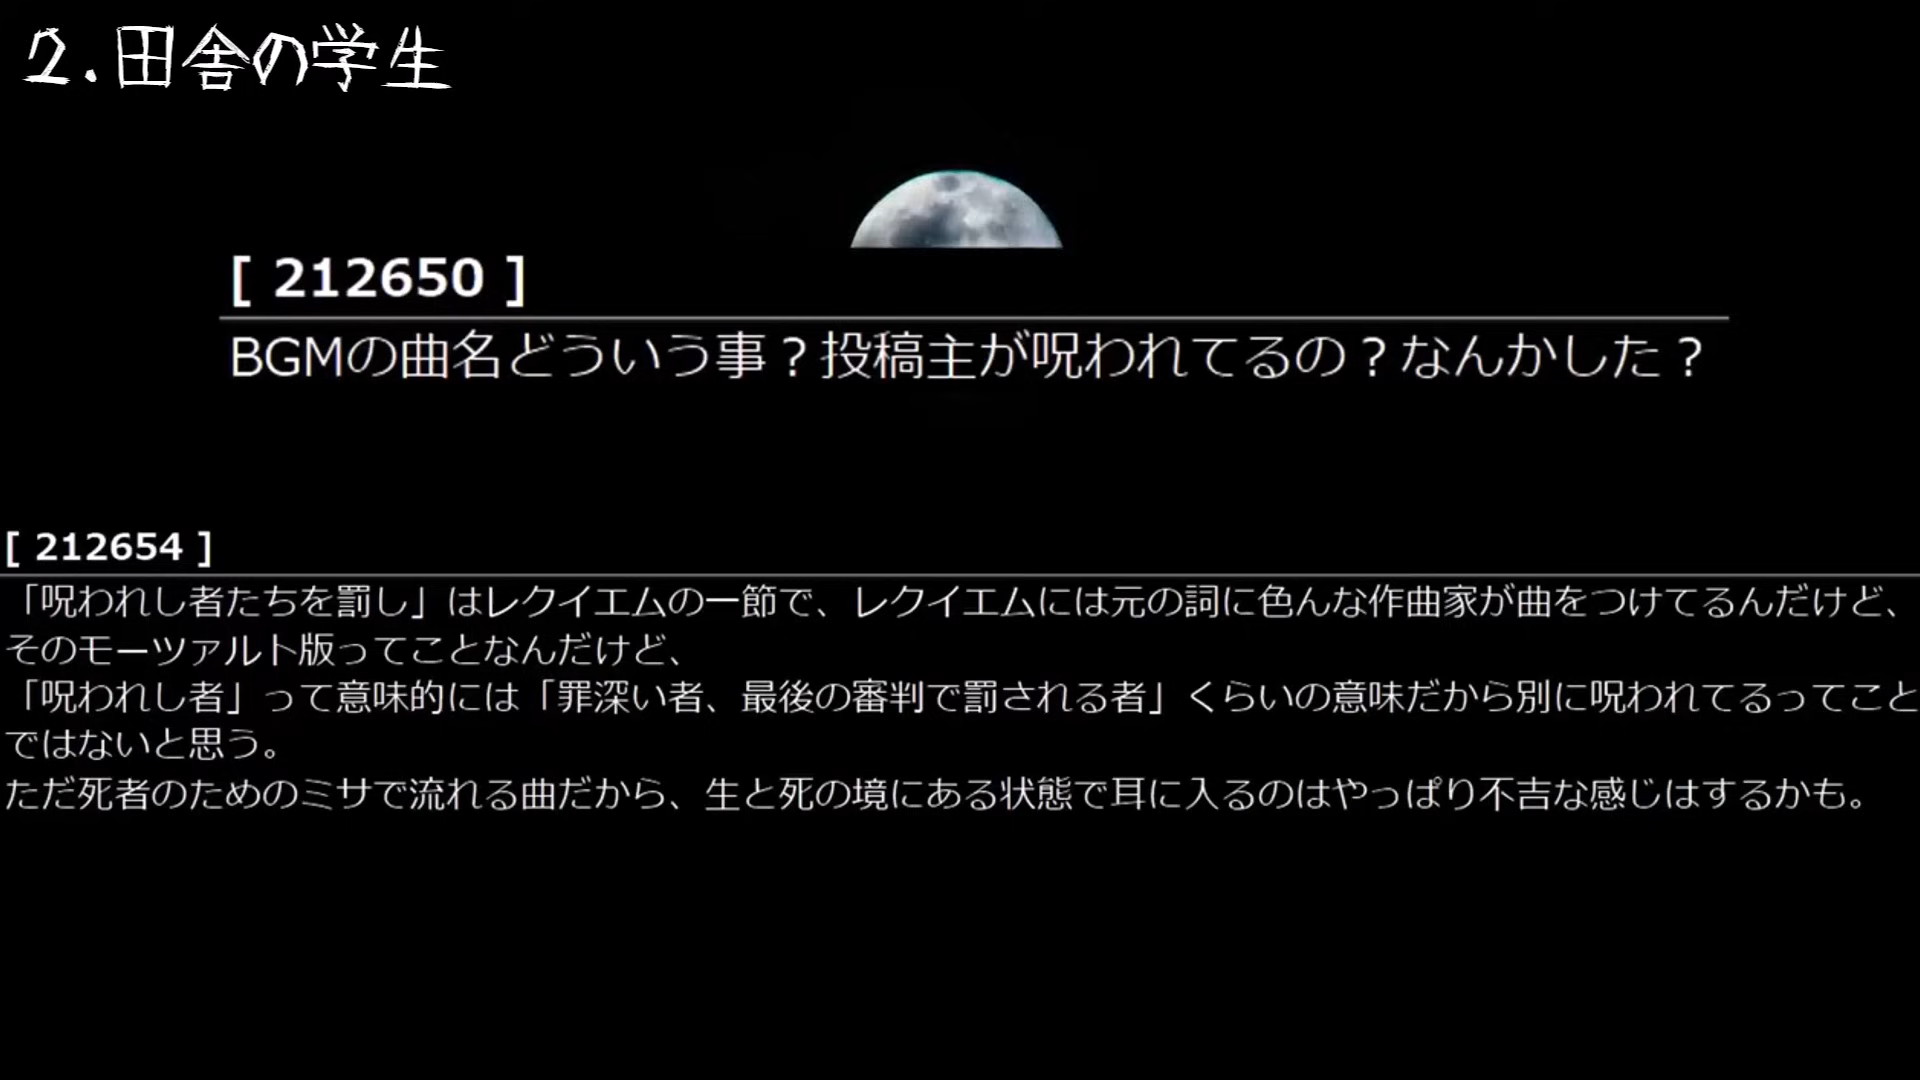 2.田舎の学生
[ 212650 ]
BGMの曲名どういう事？投稿主が呪われてるの？なんかした？
[ 212654 ]
「呪われし者たちを罰し」はレクイエムの一節で、レクイエムには元の詞に色んな作曲家が曲をつけてるんだけど、
そのモーツァルト版ってことなんだけど、
「呪われし者」って意味的には「罪深い者、最後の審判で罰される者」くらいの意味だから別に呪われてるってこと
ではないと思う。
ただ死者のためのミサで流れる曲だから、生と死の境にある状態で耳に入るのはやっぱり不吉な感じはするかも。